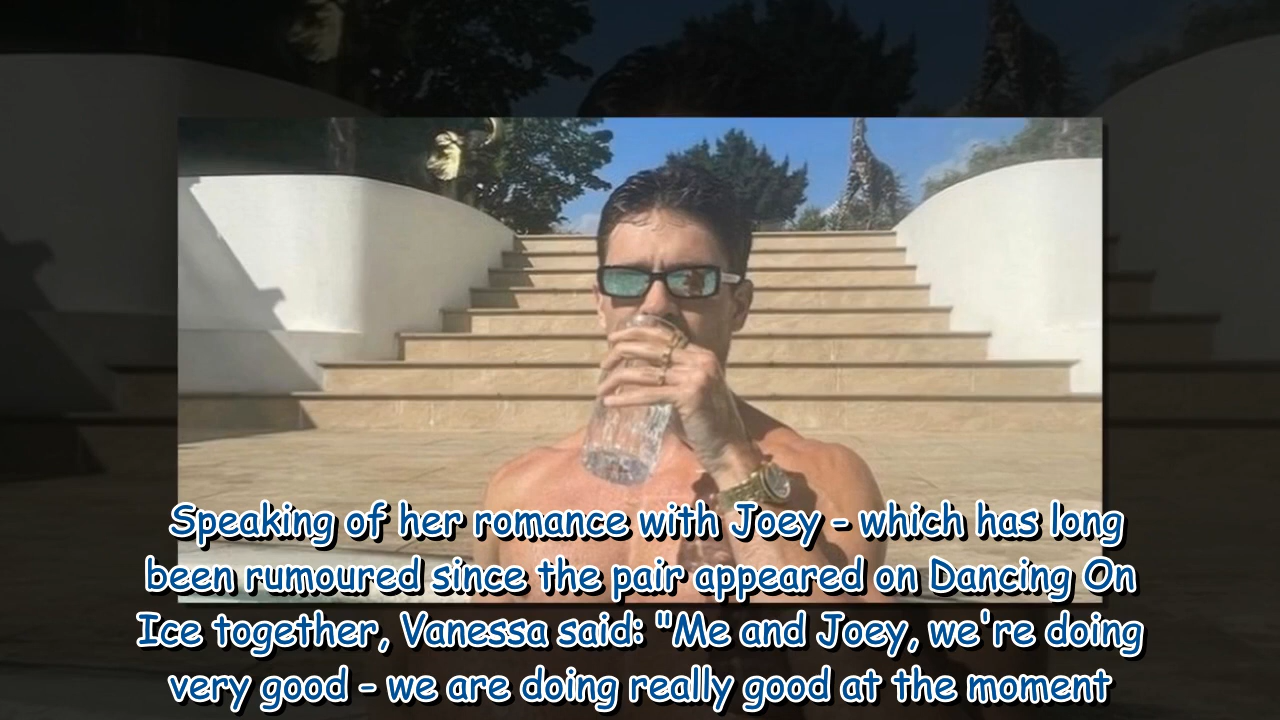 Speaking of her romance with Joey - which has long
been rumoured since the pair appeared on Dancing On
Ice together, Vanessa said: "Me and Joey, we're doing
very good - we are doing really good at the moment